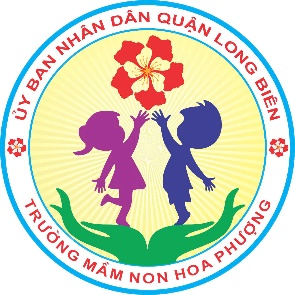 ỦY BAN NHÂN DÂN QUẬN LONG BIÊN
TRƯỜNG MẦM NON HOA PHƯỢNG